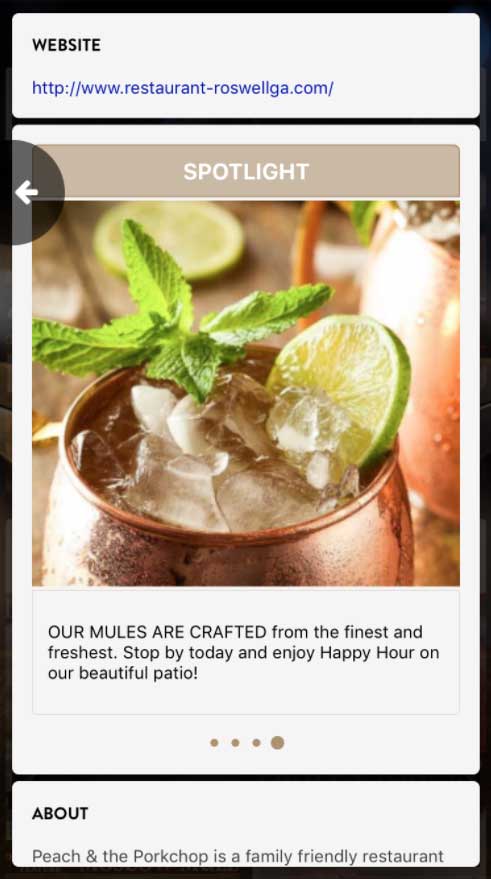 WEBSITE
http://www.restaurant-roswellga.com/
SPOTLIGHT
OUR MULES ARE CRAFTED from the finest and
freshest. Stop by today and enjoy Happy Hour on
our beautiful patio!
ABOUT
Peach & the Porkchop is a family friendly restaurant